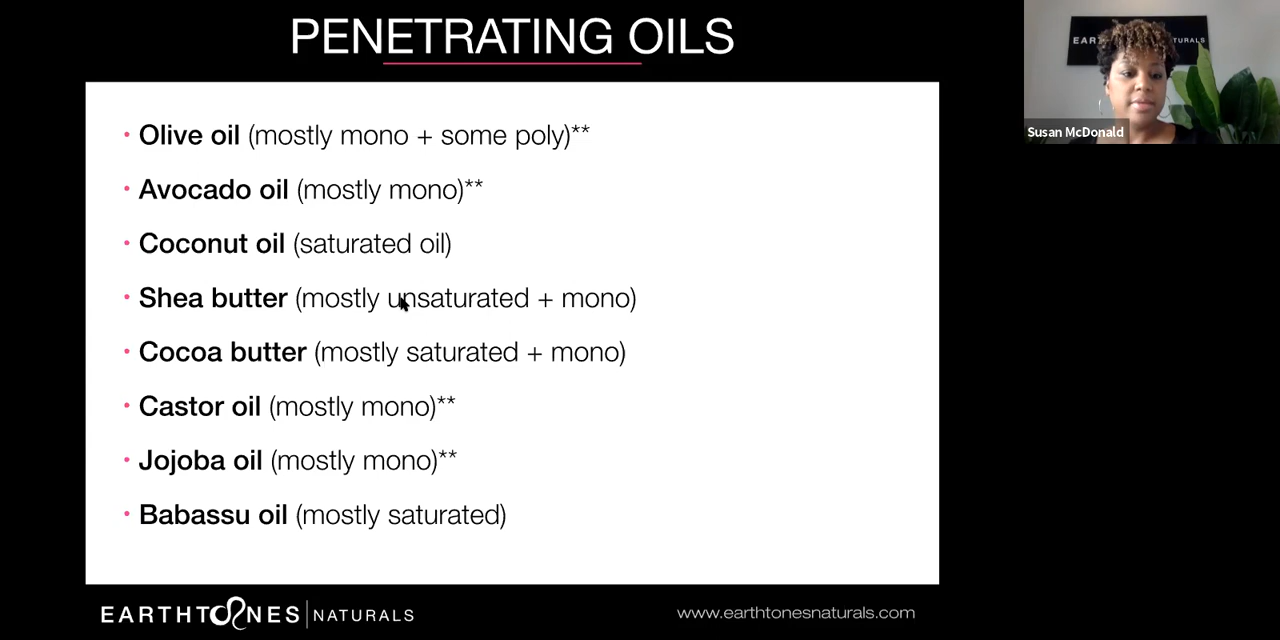 PENETRATING OILS
• Olive oil (mostly mono + some poly)**
• Avocado oil (mostly mono)**
• Coconut oil (saturated oil)
• Shea butter (mostly unsaturated + mono)
• Cocoa butter (mostly saturated + mono)
• Castor oil (mostly mono)**
• Jojoba oil (mostly mono)**
• Babassu oil (mostly saturated)
EARTHTONES | NATURALS
www.earthtonesnaturals.com
EAR URALS
Susan McDonald